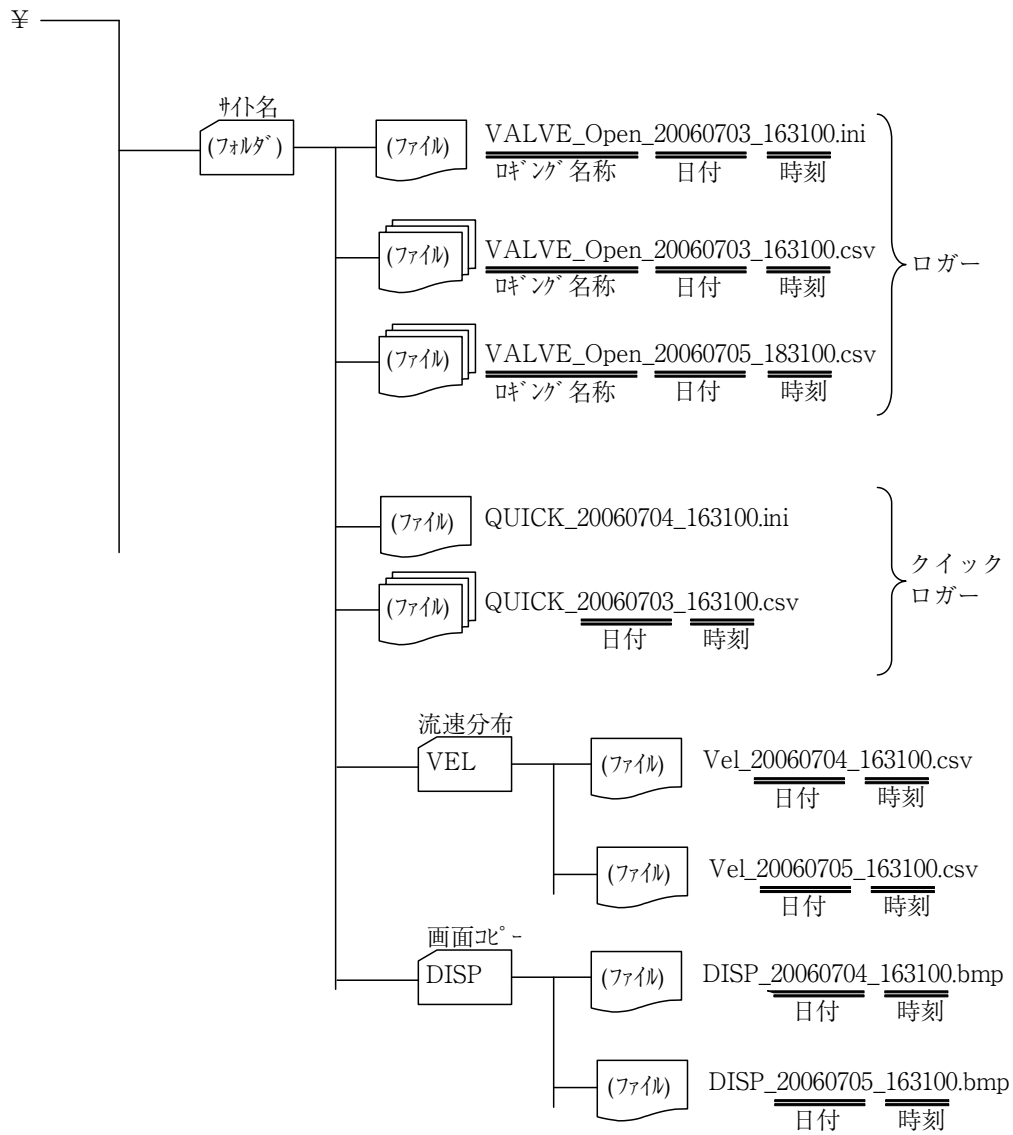 ¥
ｻｲﾄ名
(ﾌｫﾙﾀﾞ)
(ﾌｧｲﾙ)
VALVE_Open_20060703_163100.ini
ﾛｷﾞﾝｸﾞ名称 日付 時刻
(ﾌｧｲﾙ)
VALVE_Open_20060703_163100.csv
ﾛｷﾞﾝｸﾞ名称 日付 時刻
ロガー
(ﾌｧｲﾙ)
VALVE_Open_20060705_183100.csv
ﾛｷﾞﾝｸﾞ名称 日付 時刻
(ﾌｧｲﾙ)
QUICK_20060704_163100.ini
クイック
ロガー
(ﾌｧｲﾙ)
QUICK_20060703_163100.csv
日付 時刻
流速分布
VEL
(ﾌｧｲﾙ)
Vel_20060704_163100.csv
日付 時刻
(ﾌｧｲﾙ)
Vel_20060705_163100.csv
日付 時刻
画面ｺﾋﾟｰ
DISP
(ﾌｧｲﾙ)
DISP_20060704_163100.bmp
日付 時刻
(ﾌｧｲﾙ)
DISP_20060705_163100.bmp
日付 時刻